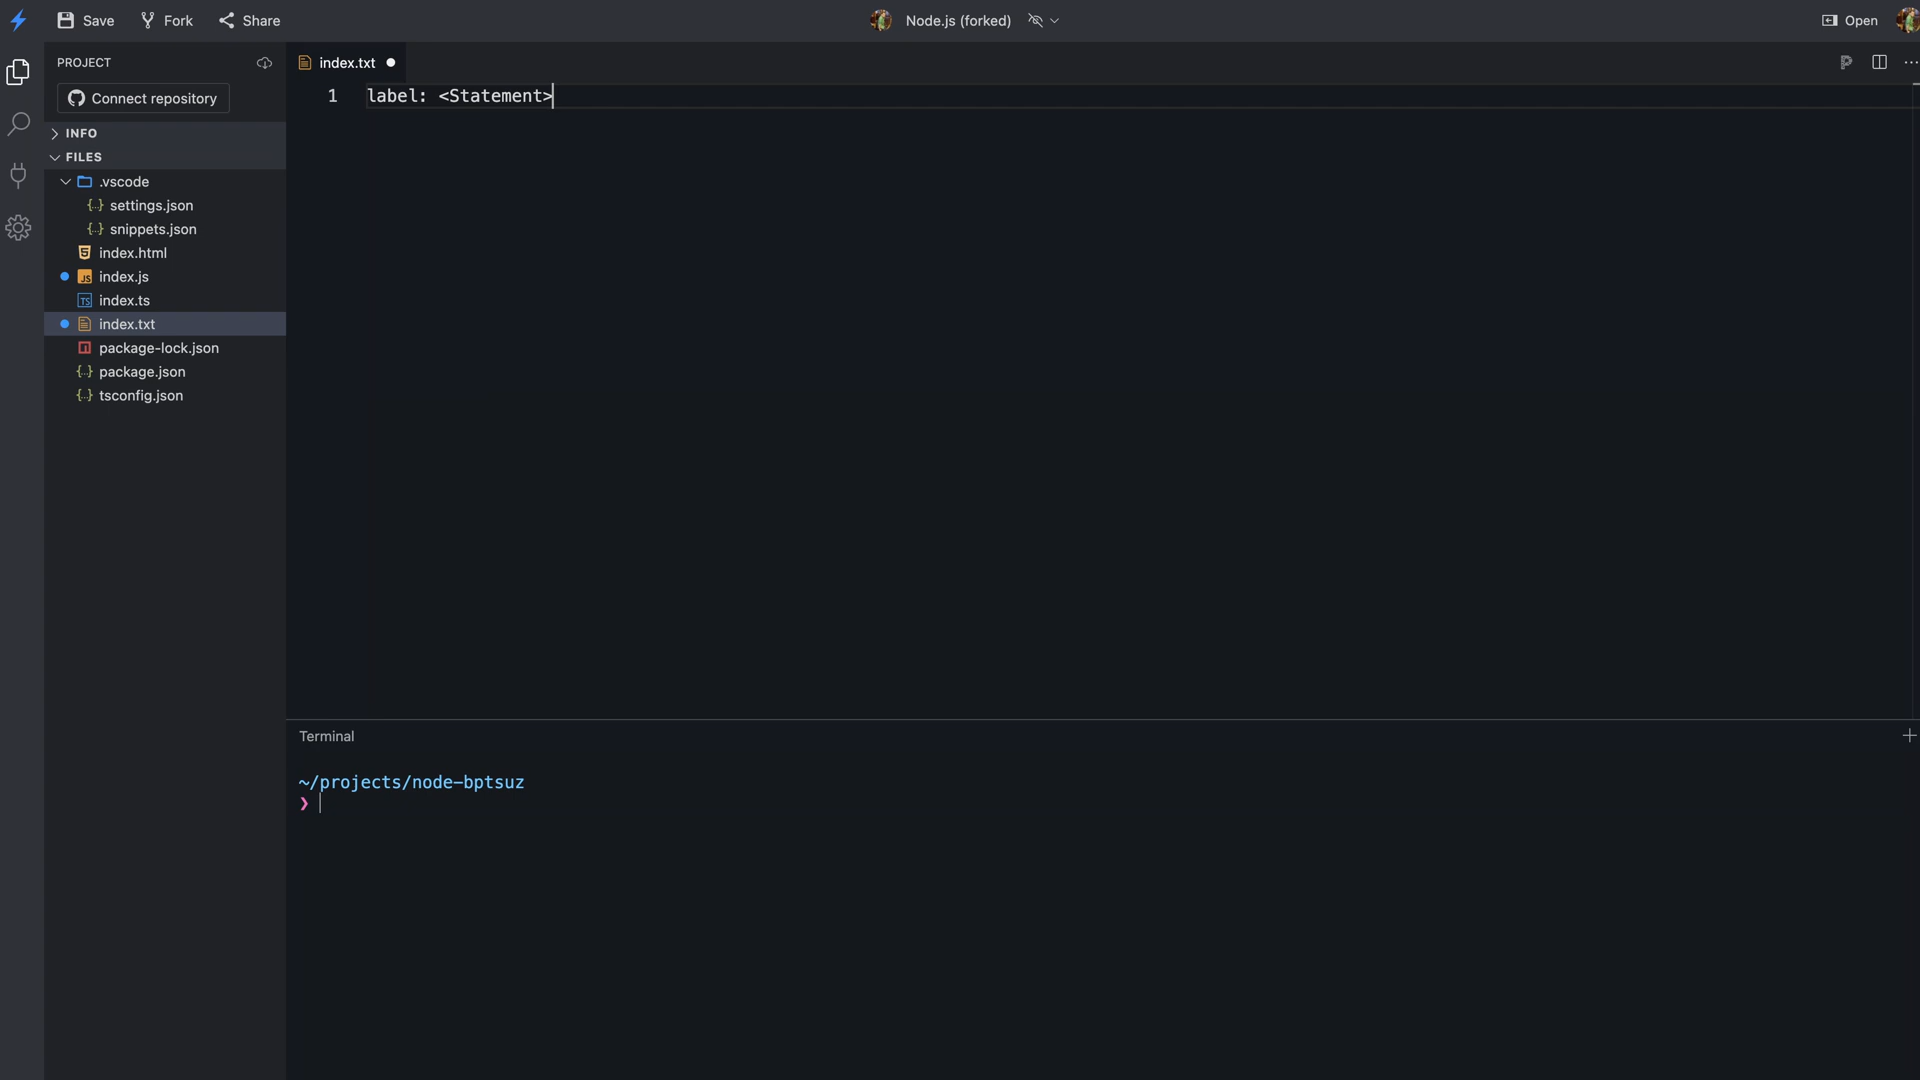 Save Fork Share Node.js (forked) Open
PROJECT
Connect repository
INFO
FILES
.vscode
settings.json
snippets.json
index.html
index.js
index.ts
index.txt
package-lock.json
package.json
tsconfig.json
index.txt
1 label: <Statement>
Terminal
~/projects/node-bptsuz
❯